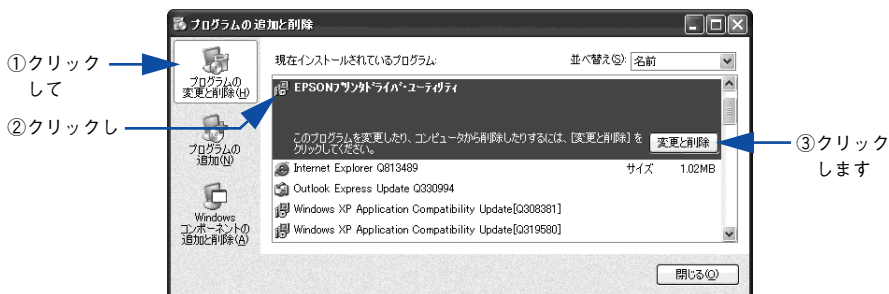 プログラムの追加と削除
①クリック
して
②クリックし
プログラムの
変更と削除(H)
プログラムの
追加(N)
Windows
コンポーネントの
追加と削除(A)
現在インストールされているプログラム:
並べ替え(S): 名前
EPSONﾌﾟﾘﾝﾀﾄﾞﾗｲﾊﾞ･ﾕｰﾃｨﾘﾃｨ
このプログラムを変更したり、コンピュータから削除したりするには、[変更と削除] を
クリックしてください。
変更と削除
③クリック
します
Internet Explorer Q813489 サイズ 1.02MB
Outlook Express Update Q330994
Windows XP Application Compatibility Update[Q308381]
Windows XP Application Compatibility Update[Q319580]
閉じる(O)